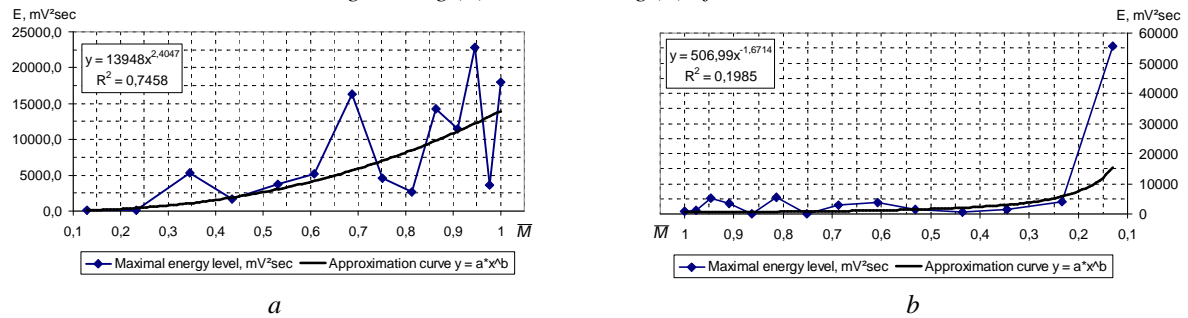 E, mV²sec
25000,0
20000,0
15000,0
10000,0
5000,0
0,0
y = 13948x^2,4047
R² = 0,7458
0,1 0,2 0,3 0,4 0,5 0,6 0,7 0,8 0,9 1 M̅
Maximal energy level, mV²sec Approximation curve y = a*x^b
a
E, mV²sec
60000
50000
40000
30000
20000
10000
0
y = 506,99x^-1,6714
R² = 0,1985
M̅ 1 0,9 0,8 0,7 0,6 0,5 0,4 0,3 0,2 0,1
Maximal energy level, mV²sec Approximation curve y = a*x^b
b